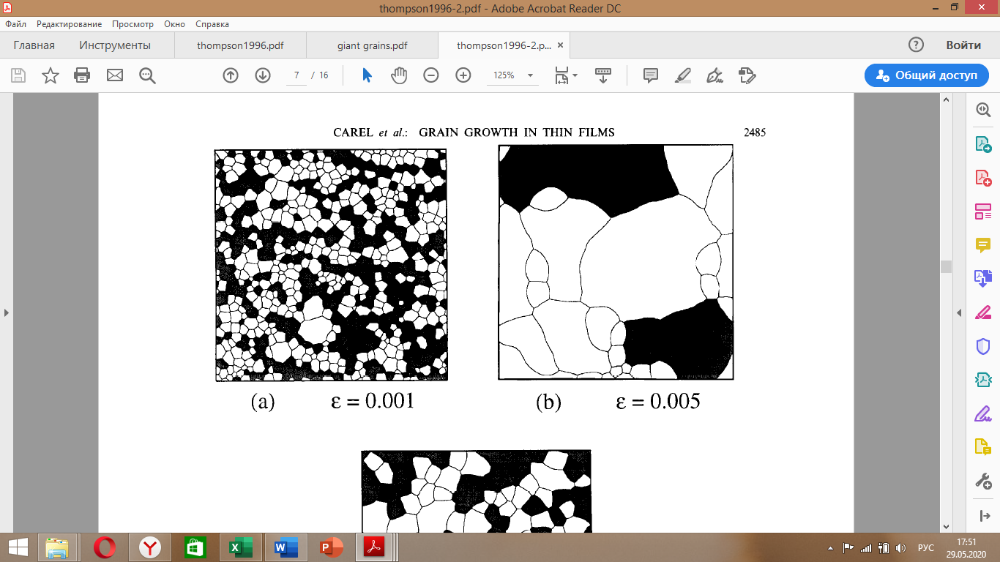 thompson1996-2.pdf - Adobe Acrobat Reader DC
Файл Редактирование Просмотр Окно Справка
Главная Инструменты thompson1996.pdf giant grains.pdf thompson1996-2.p... × Войти
7 / 16 125% Общий доступ
CAREL et al.: GRAIN GROWTH IN THIN FILMS 2485
(a) ε = 0.001 (b) ε = 0.005
РУС 17:51
29.05.2020